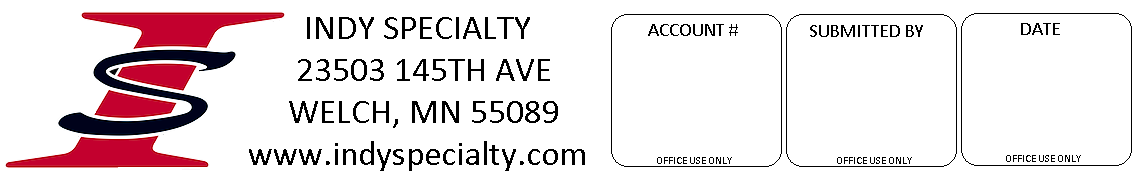 IS
INDY SPECIALTY
23503 145TH AVE
WELCH, MN 55089
www.indyspecialty.com
ACCOUNT #
OFFICE USE ONLY
SUBMITTED BY
OFFICE USE ONLY
DATE
OFFICE USE ONLY